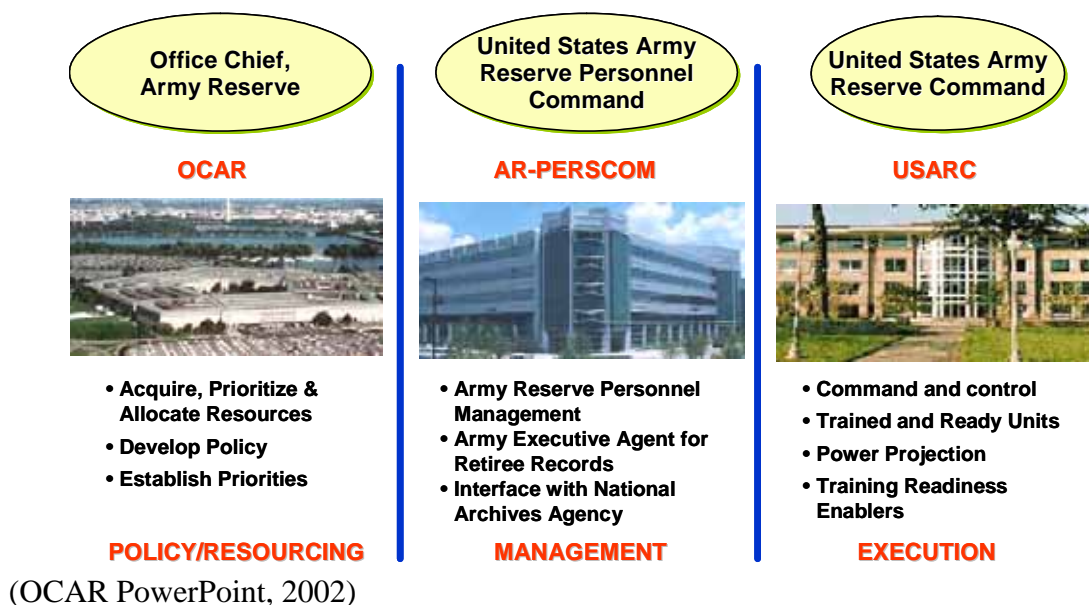 Office Chief,
Army Reserve
OCAR
• Acquire, Prioritize &
Allocate Resources
• Develop Policy
• Establish Priorities
POLICY/RESOURCING
United States Army
Reserve Personnel
Command
AR-PERSCOM
• Army Reserve Personnel
Management
• Army Executive Agent for
Retiree Records
• Interface with National
Archives Agency
MANAGEMENT
United States Army
Reserve Command
USARC
• Command and control
• Trained and Ready Units
• Power Projection
• Training Readiness
Enablers
EXECUTION
(OCAR PowerPoint, 2002)